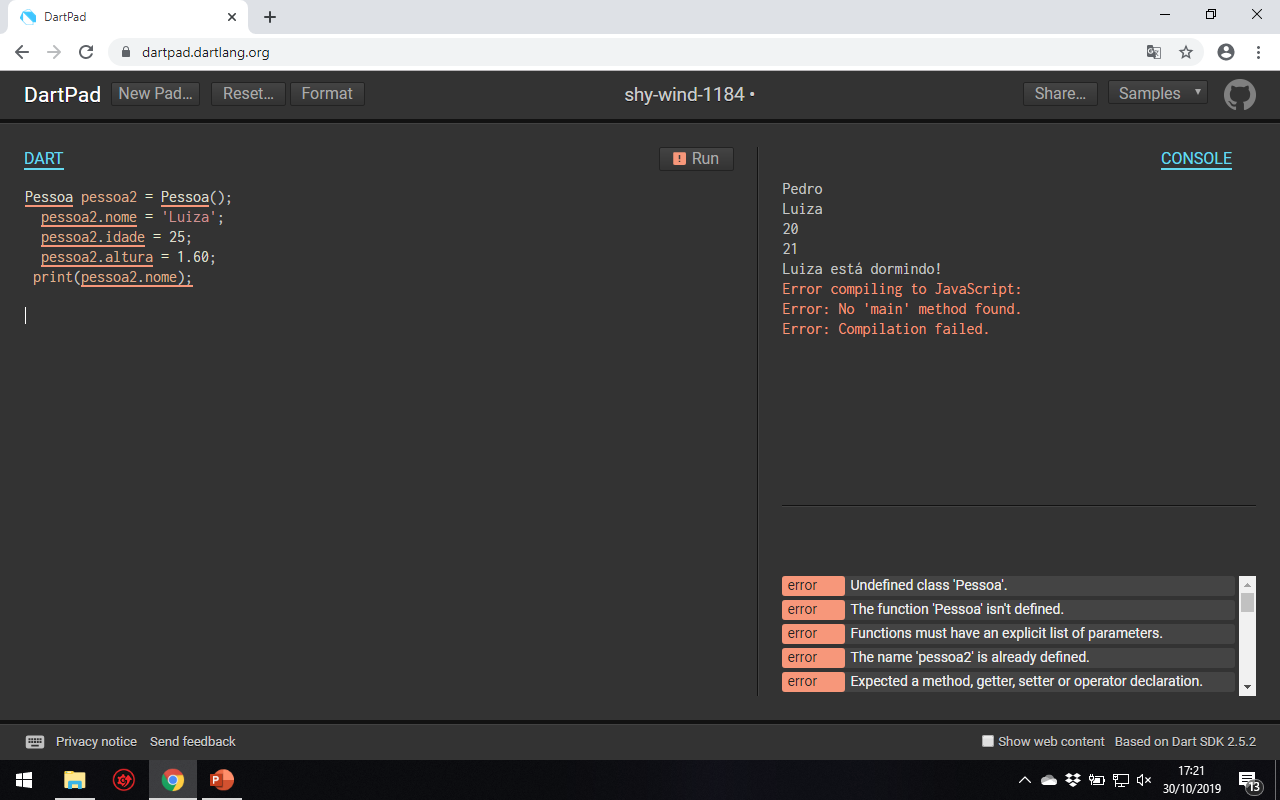 DartPad
dartpad.dartlang.org
DartPad
New Pad...
Reset...
Format
shy-wind-1184 •
Share...
Samples
DART
! Run
CONSOLE
Pessoa pessoa2 = Pessoa();
pessoa2.nome = 'Luiza';
pessoa2.idade = 25;
pessoa2.altura = 1.60;
print(pessoa2.nome);
Pedro
Luiza
20
21
Luiza está dormindo!
Error compiling to JavaScript:
Error: No 'main' method found.
Error: Compilation failed.
error Undefined class 'Pessoa'.
error The function 'Pessoa' isn't defined.
error Functions must have an explicit list of parameters.
error The name 'pessoa2' is already defined.
error Expected a method, getter, setter or operator declaration.
Privacy notice
Send feedback
Show web content
Based on Dart SDK 2.5.2
17:21
30/10/2019
13